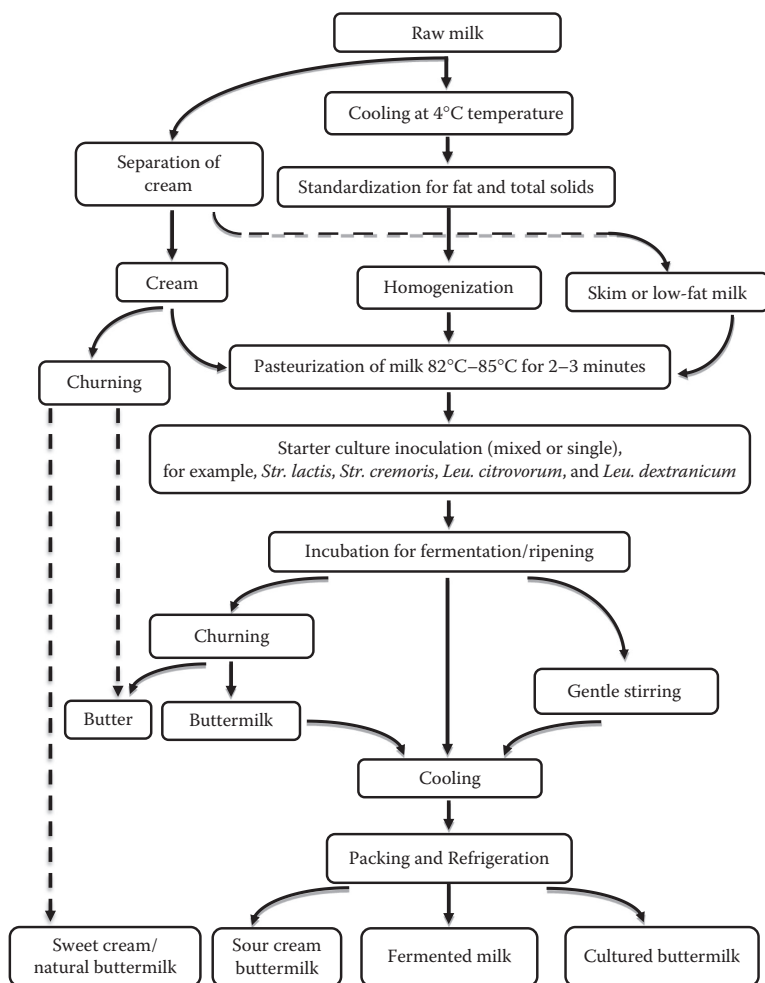 Raw milk
Cooling at 4°C temperature
Separation of
cream
Standardization for fat and total solids
Cream
Homogenization
Skim or low-fat milk
Churning
Pasteurization of milk 82°C–85°C for 2–3 minutes
Starter culture inoculation (mixed or single),
for example, Str. lactis, Str. cremoris, Leu. citrovorum, and Leu. dextranicum
Incubation for fermentation/ripening
Churning
Gentle stirring
Butter
Buttermilk
Cooling
Packing and Refrigeration
Sweet cream/
natural buttermilk
Sour cream
buttermilk
Fermented milk
Cultured buttermilk